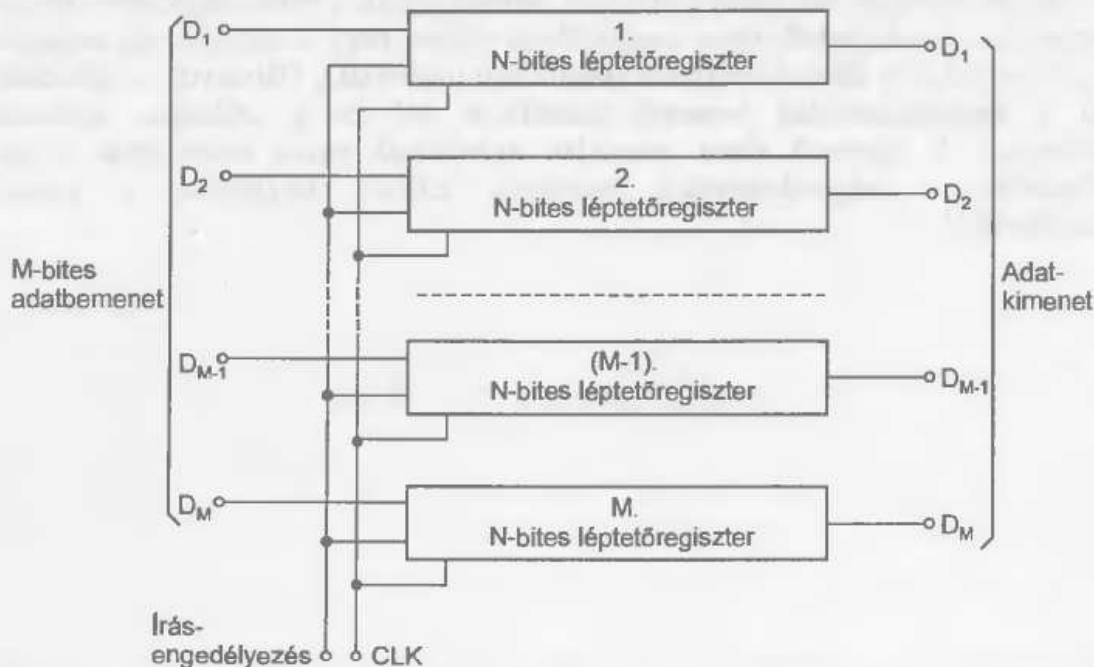 D1
1.
N-bites léptetőregiszter
D1
D2
2.
N-bites léptetőregiszter
D2
M-bites
adatbemenet
Adat-
kimenet
DM-1
(M-1).
N-bites léptetőregiszter
DM-1
DM
M.
N-bites léptetőregiszter
DM
Írás-
engedélyezés
CLK